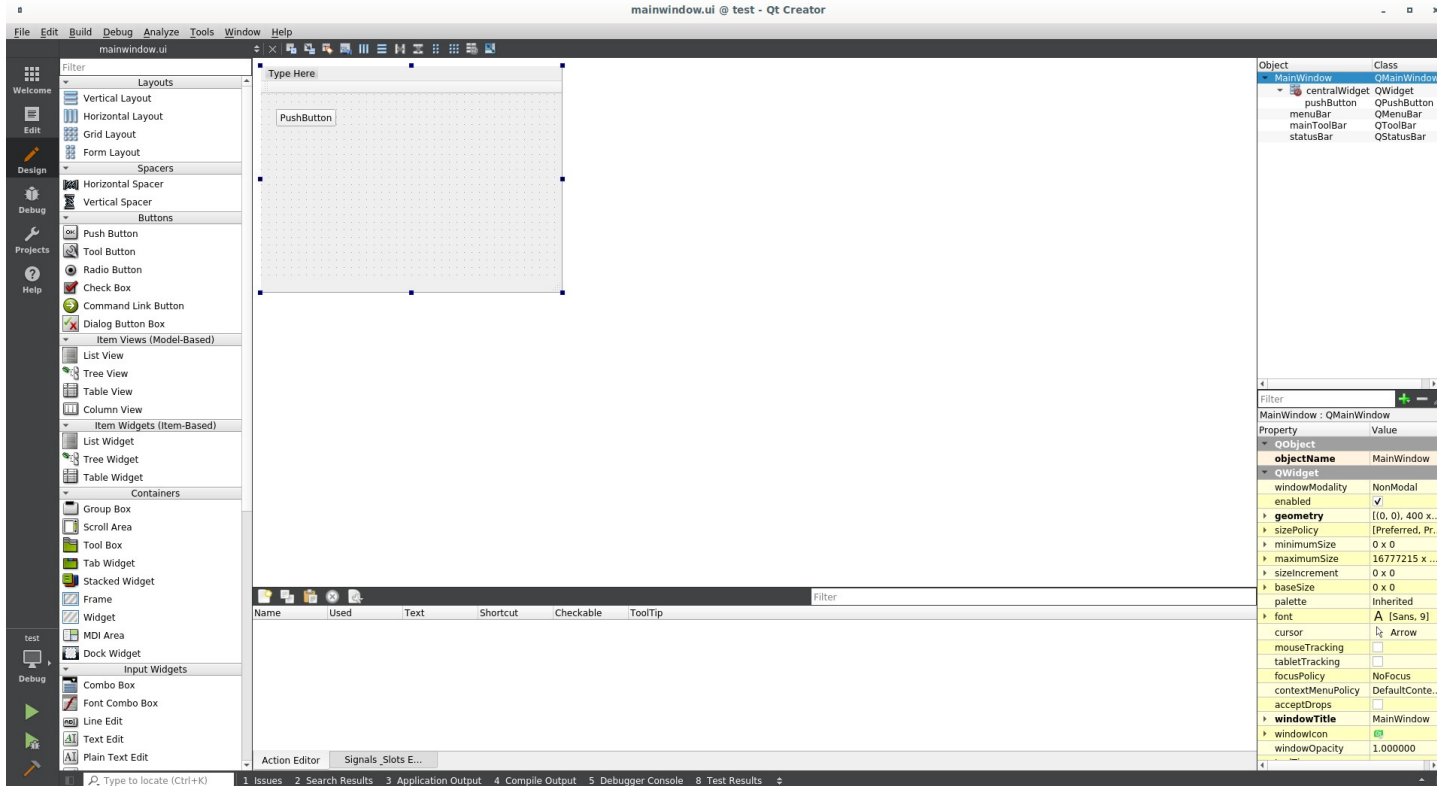 mainwindow.ui @ test - Qt Creator
File Edit Build Debug Analyze Tools Window Help
mainwindow.ui
Welcome
Edit
Design
Debug
Projects
Help
test
Debug
Filter
Layouts
Vertical Layout
Horizontal Layout
Grid Layout
Form Layout
Spacers
Horizontal Spacer
Vertical Spacer
Buttons
Push Button
Tool Button
Radio Button
Check Box
Command Link Button
Dialog Button Box
Item Views (Model-Based)
List View
Tree View
Table View
Column View
Item Widgets (Item-Based)
List Widget
Tree Widget
Table Widget
Containers
Group Box
Scroll Area
Tool Box
Tab Widget
Stacked Widget
Frame
Widget
MDI Area
Dock Widget
Input Widgets
Combo Box
Font Combo Box
Line Edit
Text Edit
Plain Text Edit
Type Here
PushButton
Filter
Name Used Text Shortcut Checkable ToolTip
Action Editor Signals _Slots E...
Object Class
MainWindow QMainWindow
centralWidget QWidget
pushButton QPushButton
menuBar QMenuBar
mainToolBar QToolBar
statusBar QStatusBar
Filter
MainWindow : QMainWindow
Property Value
QObject
objectName MainWindow
QWidget
windowModality NonModal
enabled
geometry [(0, 0), 400 x...
sizePolicy [Preferred, Pr...
minimumSize 0 x 0
maximumSize 16777215 x ...
sizeIncrement 0 x 0
baseSize 0 x 0
palette Inherited
font A [Sans, 9]
cursor Arrow
mouseTracking
tabletTracking
focusPolicy NoFocus
contextMenuPolicy DefaultConte...
acceptDrops
windowTitle MainWindow
windowIcon
windowOpacity 1.000000
Type to locate (Ctrl+K) 1 Issues 2 Search Results 3 Application Output 4 Compile Output 5 Debugger Console 8 Test Results